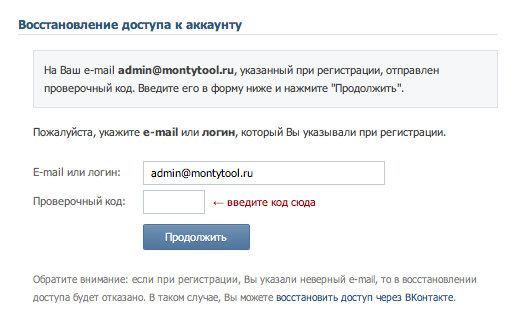 Восстановление доступа к аккаунту
На Ваш e-mail admin@montytool.ru, указанный при регистрации, отправлен
проверочный код. Введите его в форму ниже и нажмите "Продолжить".
Пожалуйста, укажите e-mail или логин, который Вы указывали при регистрации.
E-mail или логин: admin@montytool.ru
Проверочный код: ← введите код сюда
Продолжить
Обратите внимание: если при регистрации, Вы указали неверный e-mail, то в восстановлении
доступа будет отказано. В таком случае, Вы можете восстановить доступ через ВКонтакте.